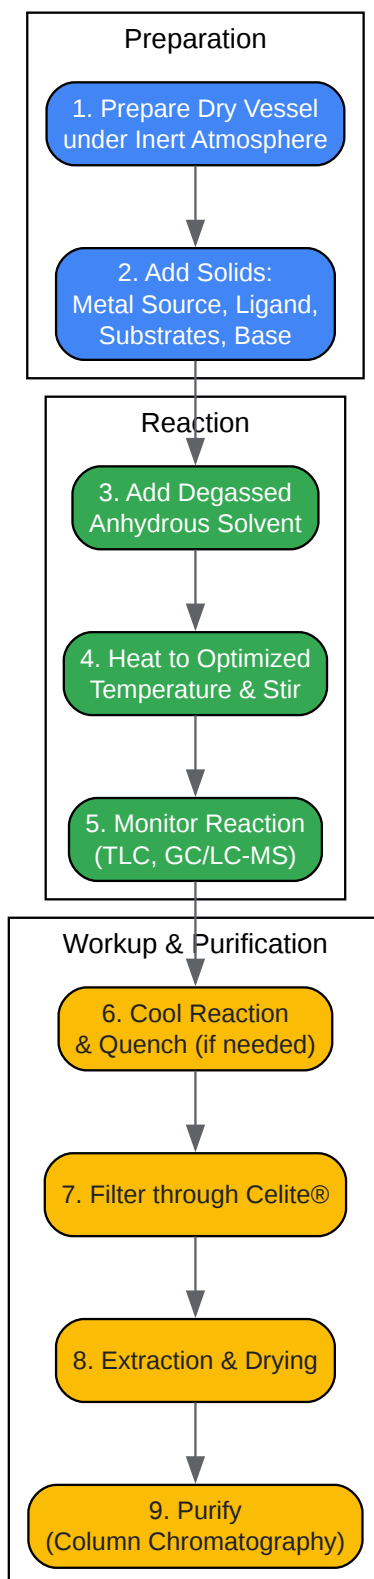 Preparation
1. Prepare Dry Vessel
under Inert Atmosphere
2. Add Solids:
Metal Source, Ligand,
Substrates, Base
Reaction
3. Add Degassed
Anhydrous Solvent
4. Heat to Optimized
Temperature & Stir
5. Monitor Reaction
(TLC, GC/LC-MS)
Workup & Purification
6. Cool Reaction
& Quench (if needed)
7. Filter through Celite®
8. Extraction & Drying
9. Purify
(Column Chromatography)